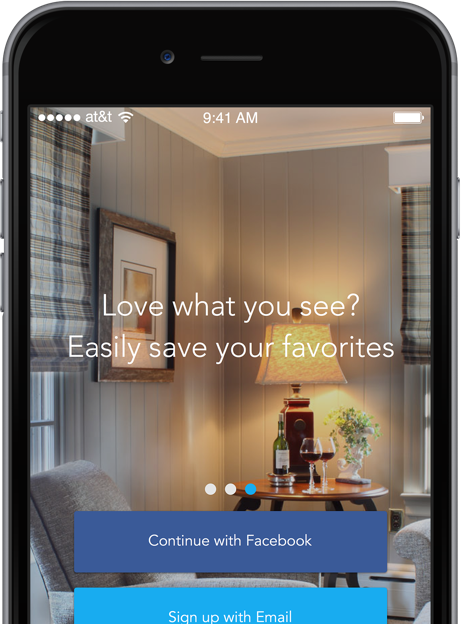 at&t
9:41 AM
Love what you see?
Easily save your favorites
Continue with Facebook
Sign up with Email